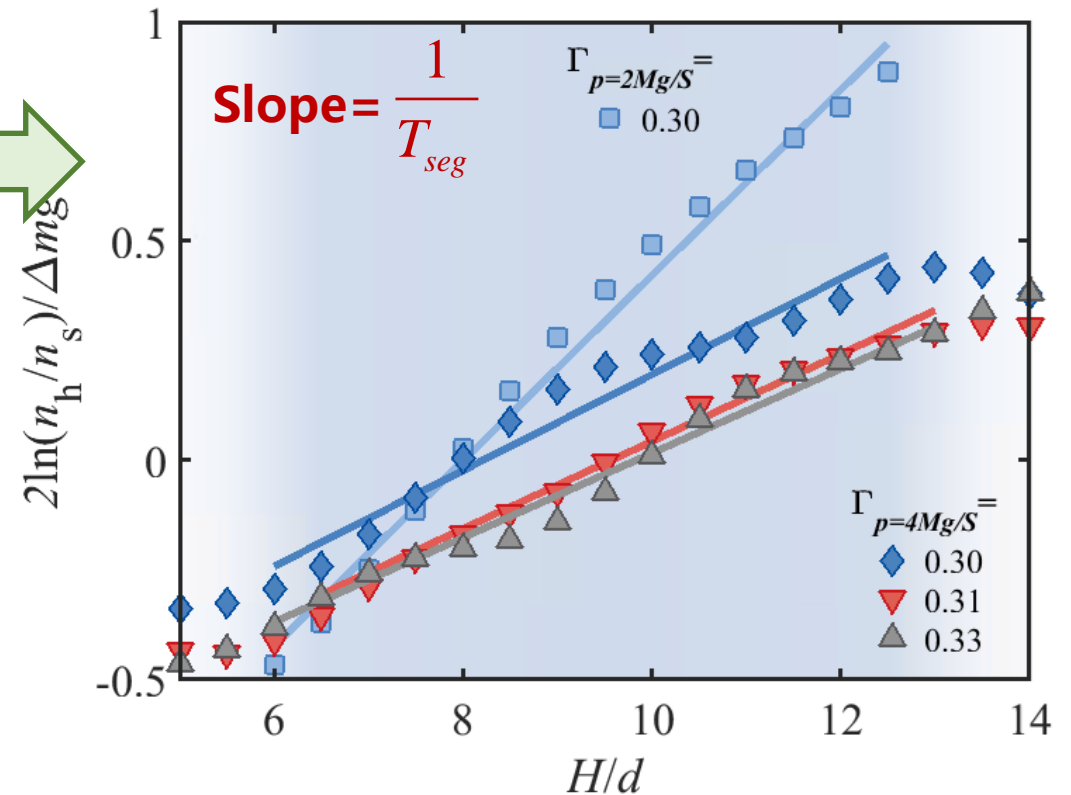 Slope = 1/T_seg
Γ_p=2Mg/S =
0.30
Γ_p=4Mg/S =
0.30
0.31
0.33
2ln(n_h/n_s)/Δmg
1
0.5
0
-0.5
6 8 10 12 14
H/d